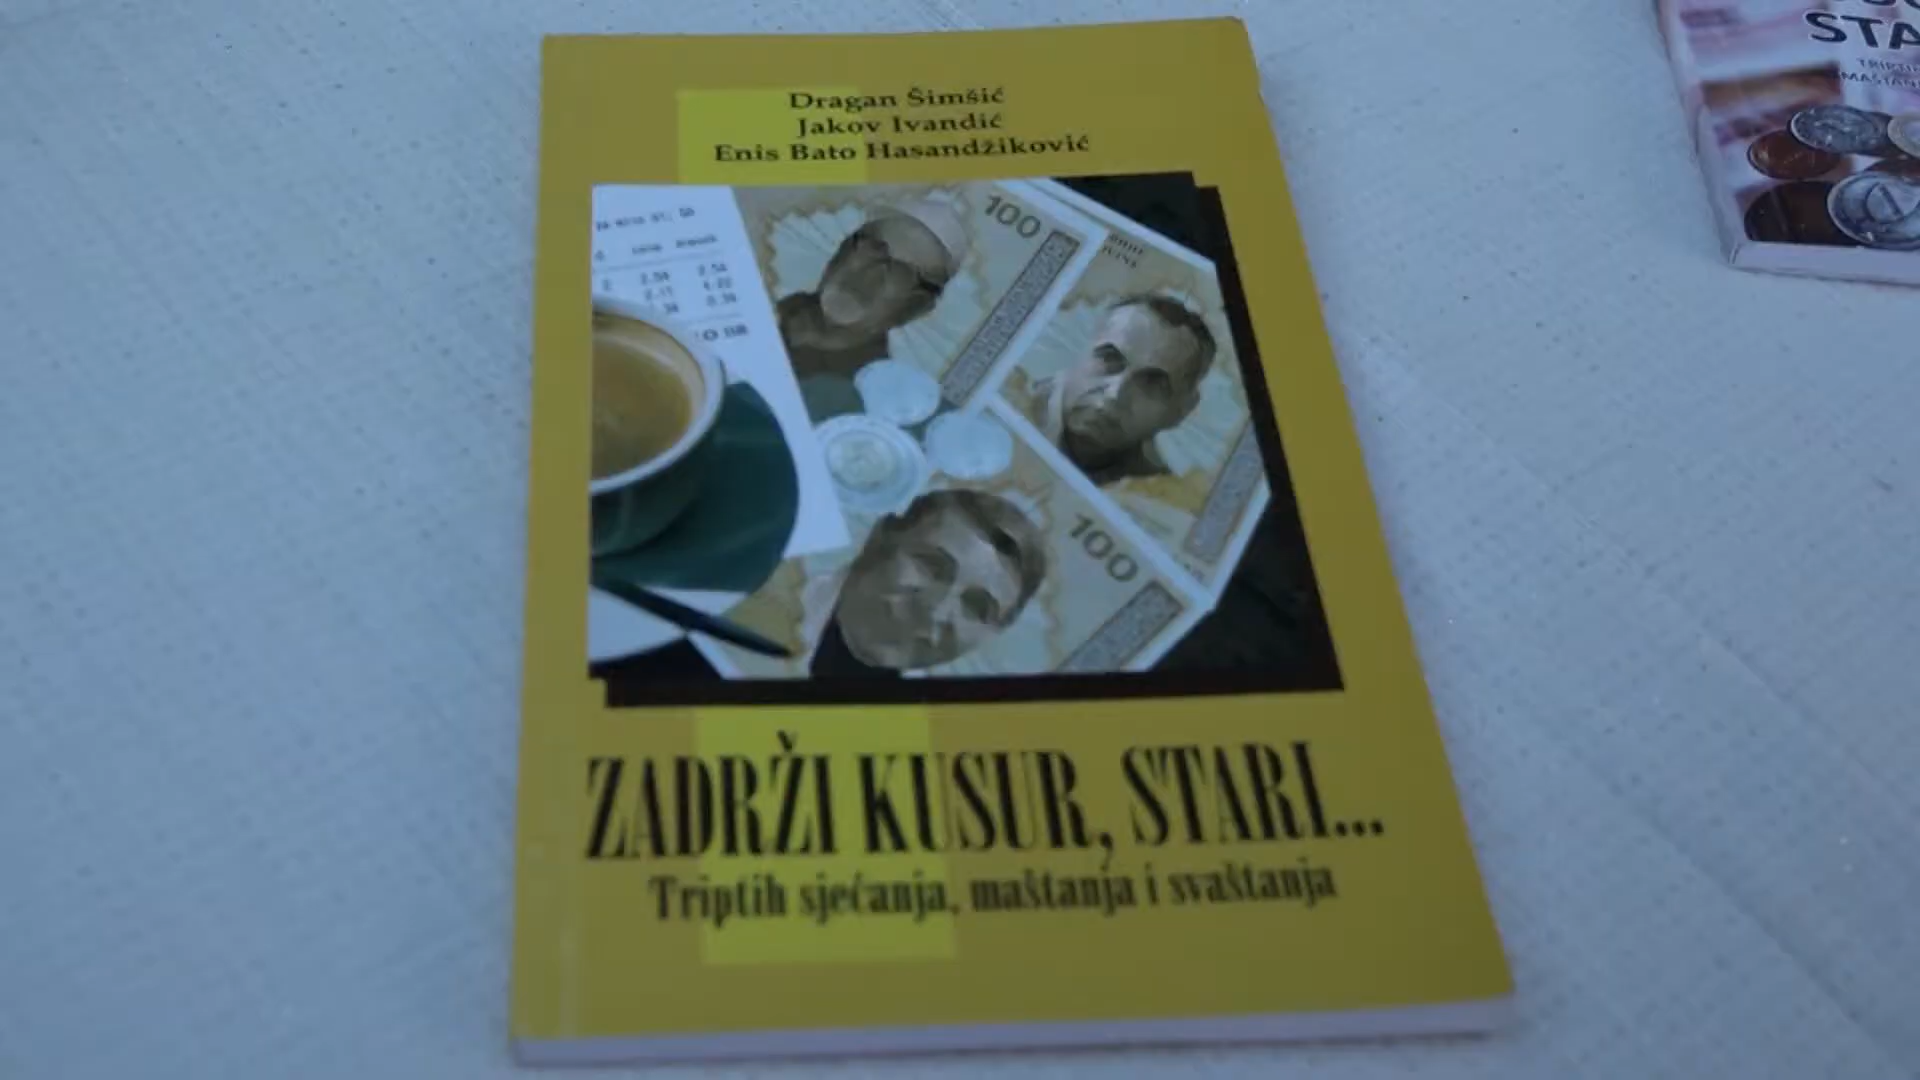 Dragan Šimšić
Jakov Ivandić
Enis Bato Hasandžiković
100
100
ZADRŽI KUSUR, STARI...
Triptih sjećanja, maštanja i svaštanja